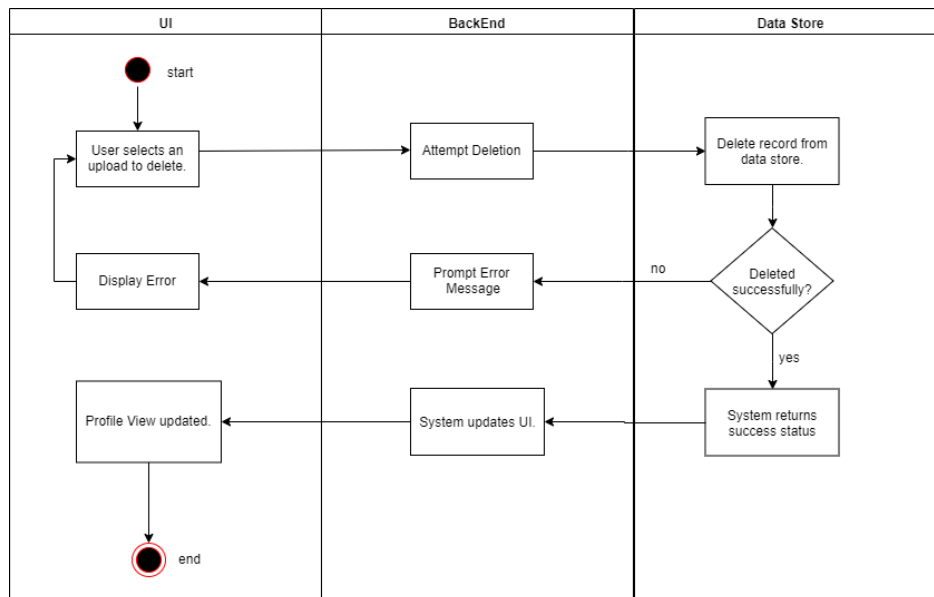 UI
BackEnd
Data Store
start
User selects an
upload to delete.
Attempt Deletion
Delete record from
data store.
Display Error
Prompt Error
Message
no
Deleted
successfully?
yes
Profile View updated.
System updates UI.
System returns
success status
end